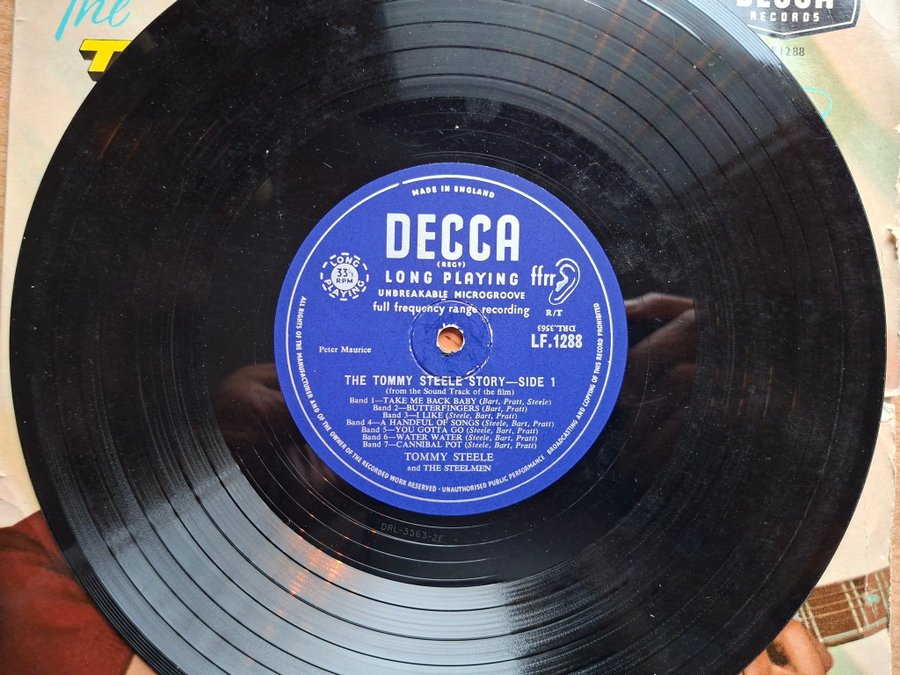 The
T
DECCA
RECORDS
1288
MADE IN ENGLAND
DECCA
(REGD)
LONG PLAYING
UNBREAKABLE MICROGROOVE
full frequency range recording
ffrr
R/T
LONG
33⅓
RPM
PLAYING
DRL.3563
LF.1288
Peter Maurice
THE TOMMY STEELE STORY—SIDE 1
(from the Sound Track of the film)
Band 1—TAKE ME BACK BABY (Bart, Pratt, Steele)
Band 2—BUTTERFINGERS (Bart, Pratt)
Band 3—I LIKE (Steele, Bart, Pratt)
Band 4—A HANDFUL OF SONGS (Steele, Bart, Pratt)
Band 5—YOU GOTTA GO (Steele, Bart, Pratt)
Band 6—WATER WATER (Steele, Bart, Pratt)
Band 7—CANNIBAL POT (Steele, Bart, Pratt)
TOMMY STEELE
and THE STEELMEN
ALL RIGHTS OF THE MANUFACTURER AND OF THE OWNER OF THE RECORDED WORK RESERVED · UNAUTHORISED PUBLIC PERFORMANCE BROADCASTING AND COPYING OF THIS RECORD PROHIBITED
DRL-3563-2E